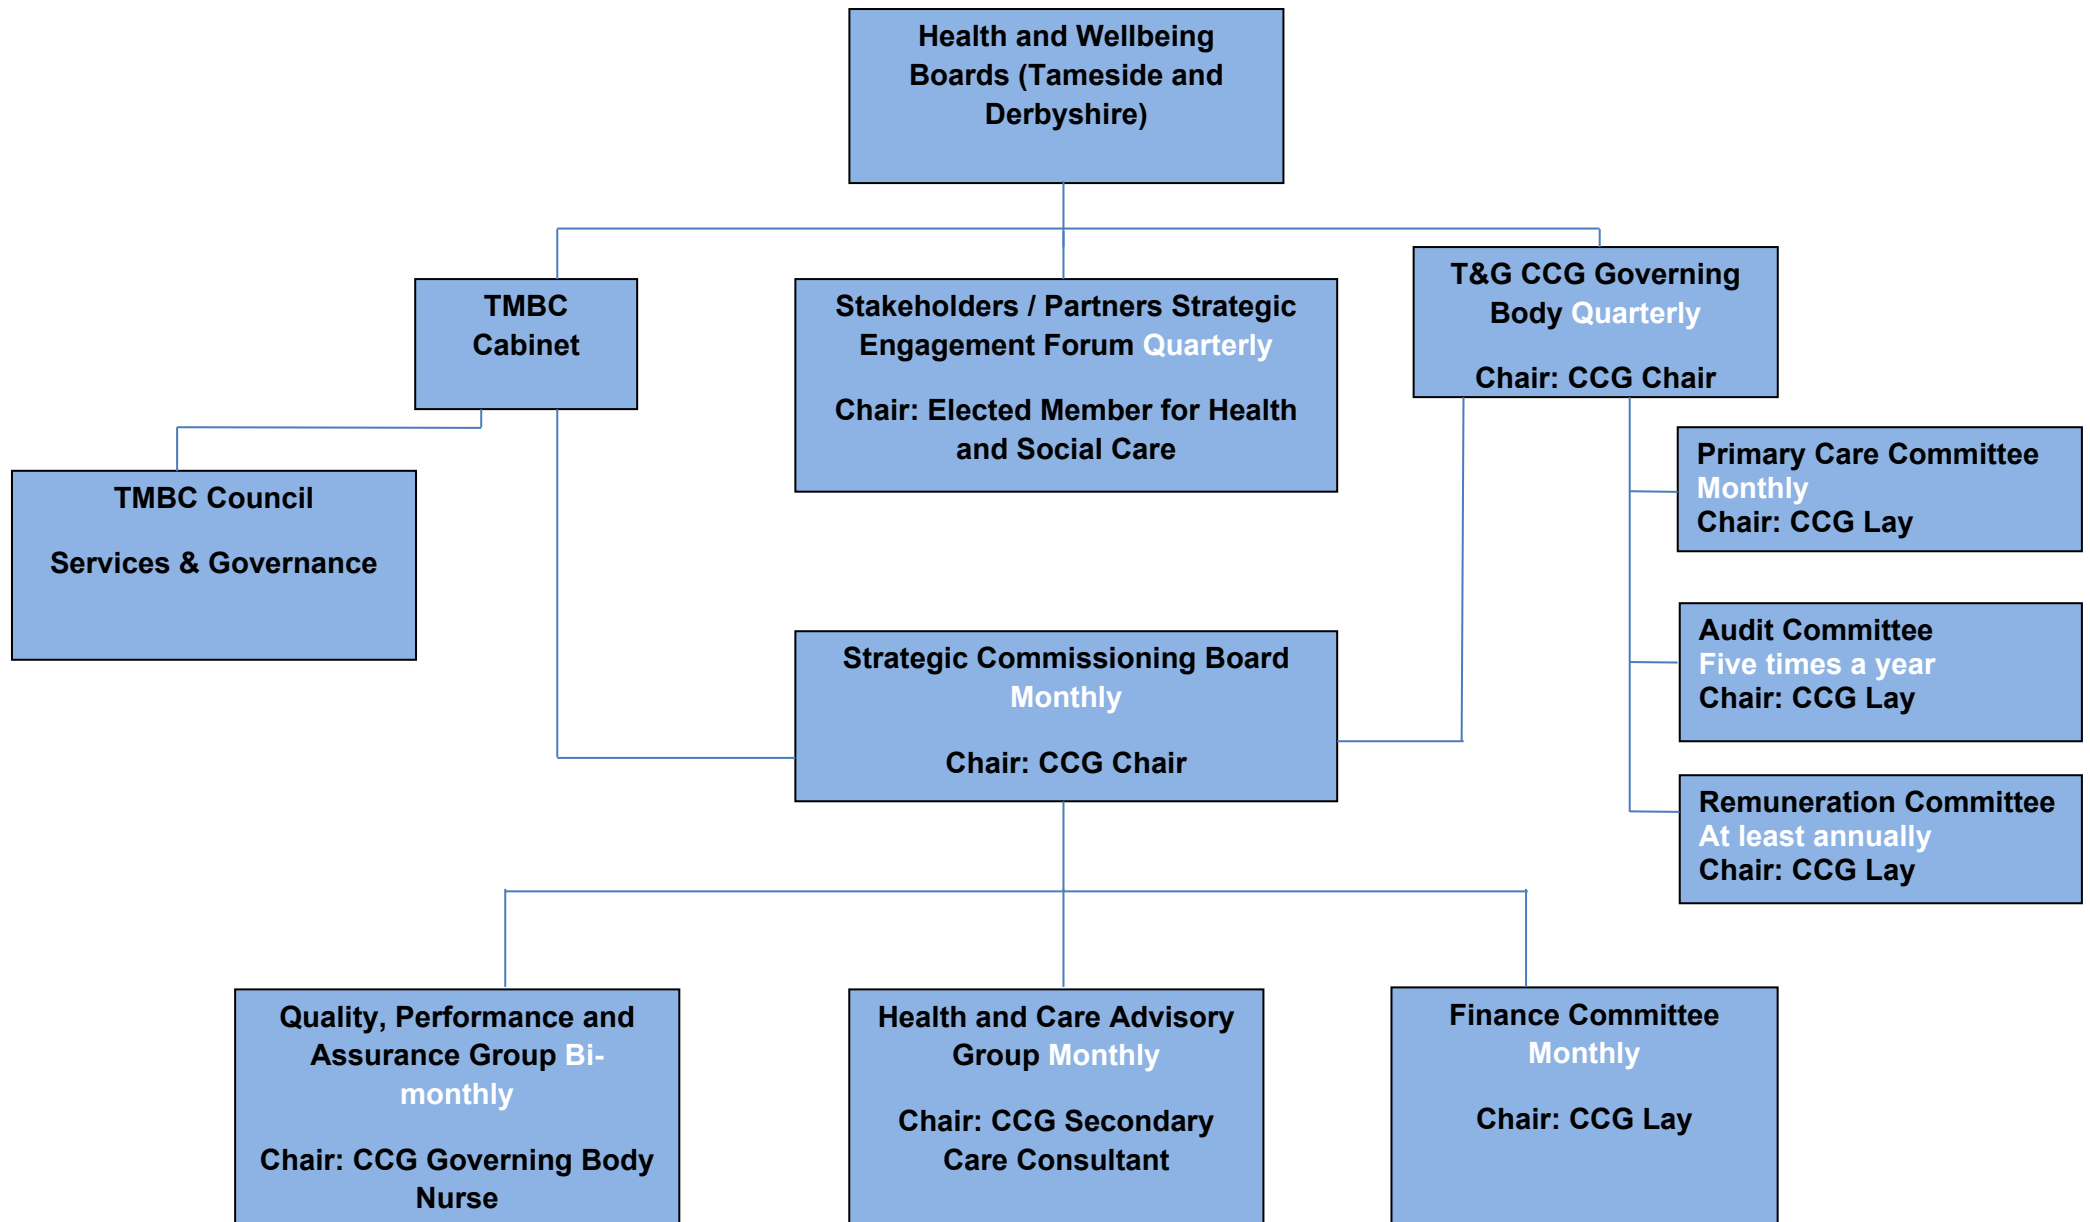 Health and Wellbeing
Boards (Tameside and
Derbyshire)
TMBC
Cabinet
Stakeholders / Partners Strategic
Engagement Forum Quarterly
Chair: Elected Member for Health
and Social Care
T&G CCG Governing
Body Quarterly
Chair: CCG Chair
TMBC Council
Services & Governance
Primary Care Committee
Monthly
Chair: CCG Lay
Audit Committee
Five times a year
Chair: CCG Lay
Remuneration Committee
At least annually
Chair: CCG Lay
Strategic Commissioning Board
Monthly
Chair: CCG Chair
Quality, Performance and
Assurance Group Bi-
monthly
Chair: CCG Governing Body
Nurse
Health and Care Advisory
Group Monthly
Chair: CCG Secondary
Care Consultant
Finance Committee
Monthly
Chair: CCG Lay